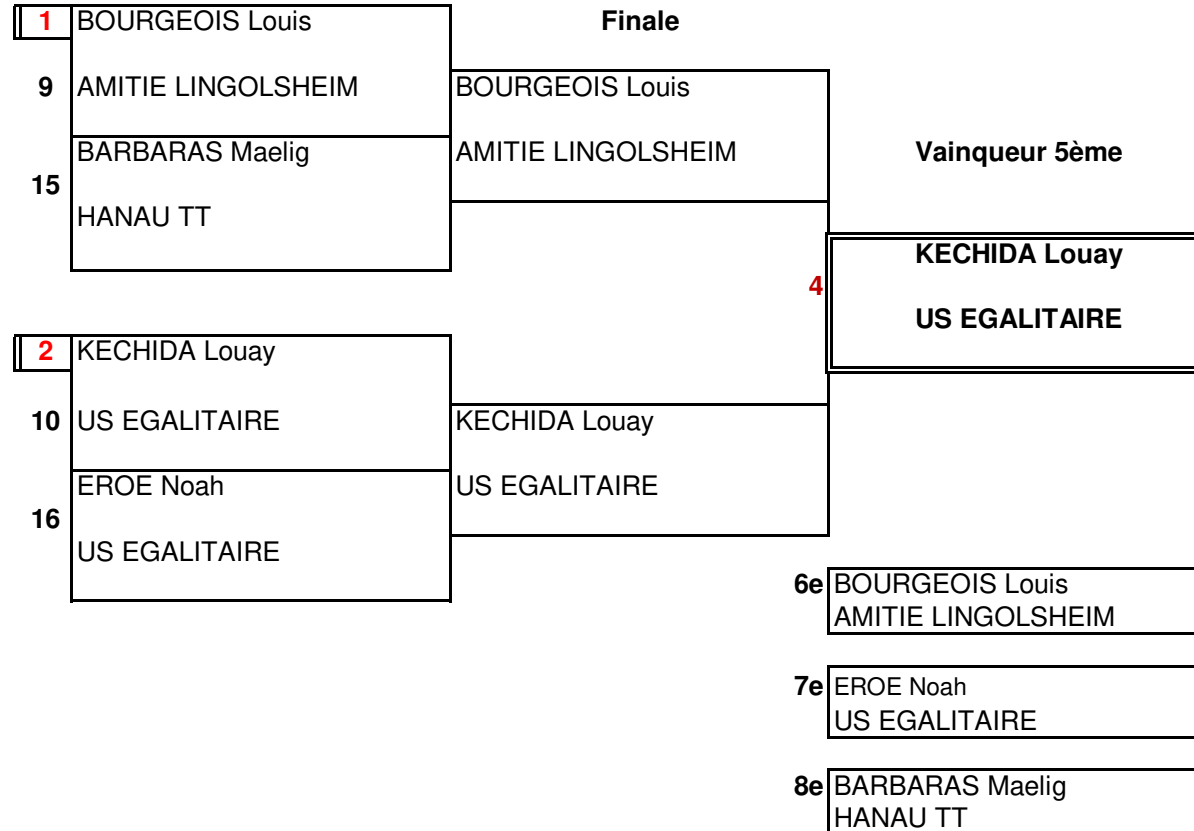 1 BOURGEOIS Louis
Finale
9 AMITIE LINGOLSHEIM
BOURGEOIS Louis
BARBARAS Maelig
AMITIE LINGOLSHEIM
Vainqueur 5ème
15
HANAU TT
KECHIDA Louay
4
US EGALITAIRE
2 KECHIDA Louay
10 US EGALITAIRE
KECHIDA Louay
EROE Noah
US EGALITAIRE
16
US EGALITAIRE
6e BOURGEOIS Louis
AMITIE LINGOLSHEIM
7e EROE Noah
US EGALITAIRE
8e BARBARAS Maelig
HANAU TT